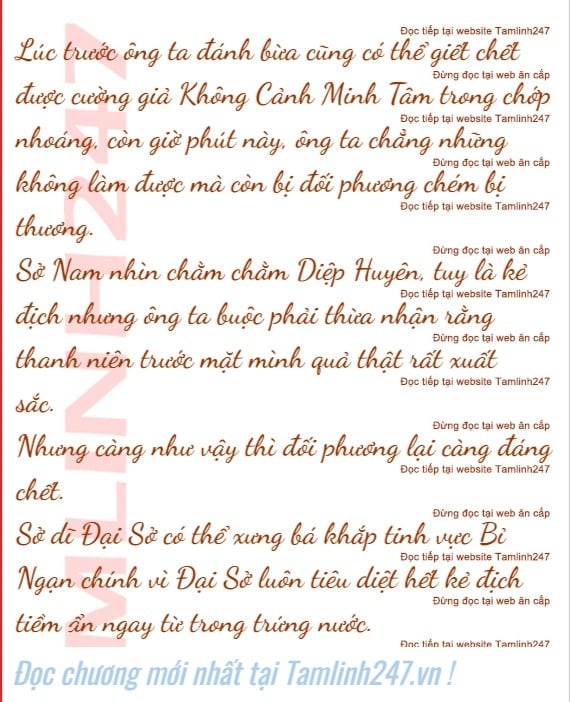 Đọc tiếp tại website Tamlinh247
Lúc trước ông ta đánh bừa cũng có thể giết chết
Đừng đọc tại web ăn cắp
được cường giả Không Cảnh Minh Tâm trong chớp
Đọc tiếp tại website Tamlinh247
nhoáng, còn giờ phút này, ông ta chẳng những
Đừng đọc tại web ăn cắp
không làm được mà còn bị đối phương chém bị
Đọc tiếp tại website Tamlinh247
thương.
Đừng đọc tại web ăn cắp
Sở Nam nhìn chằm chằm Diệp Huyên, tuy là kẻ
Đọc tiếp tại website Tamlinh247
địch nhưng ông ta buộc phải thừa nhận rằng
Đừng đọc tại web ăn cắp
thanh niên trước mặt mình quả thật rất xuất
Đọc tiếp tại website Tamlinh247
sắc.
Đừng đọc tại web ăn cắp
Nhưng càng như vậy thì đối phương lại càng đáng
Đọc tiếp tại website Tamlinh247
chết.
Đừng đọc tại web ăn cắp
Sở dĩ Đại Sở có thể xưng bá khắp tinh vực Bỉ
Đọc tiếp tại website Tamlinh247
Ngạn chính vì Đại Sở luôn tiêu diệt hết kẻ địch
Đừng đọc tại web ăn cắp
tiềm ẩn ngay từ trong trứng nước.
Đọc tiếp tại website Tamlinh247
MLINH247
Đọc chương mới nhất tại Tamlinh247.vn !